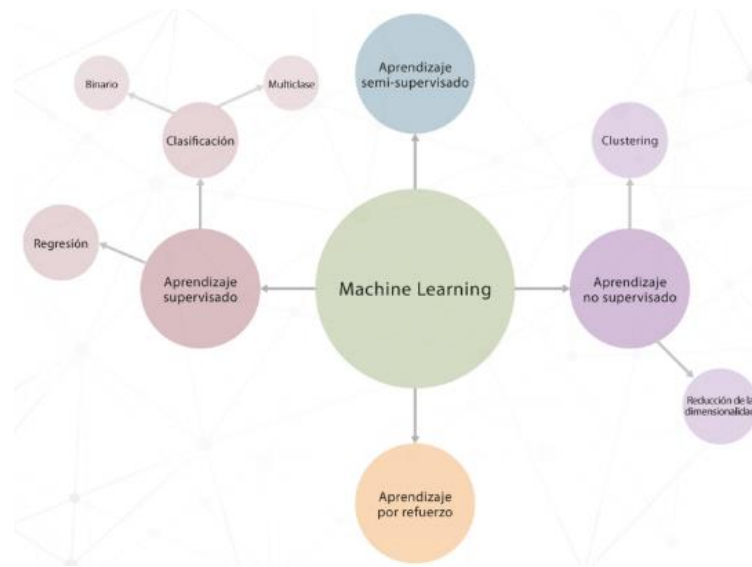 Aprendizaje
semi-supervisado
Binario
Multiclase
Clasificación
Clustering
Regresión
Aprendizaje
supervisado
Machine Learning
Aprendizaje
no supervisado
Reducción de la
dimensionalidad
Aprendizaje
por refuerzo